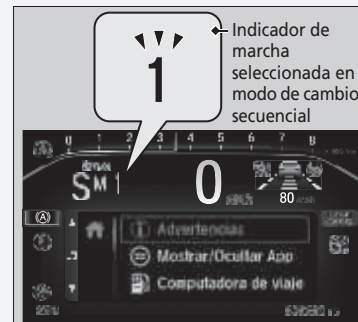 Indicador de
marcha
seleccionada en
modo de cambio
secuencial
1
0 1 2 3 4 5 6 7 8
S M 1
0
80
A
Advertencias
Mostrar/Ocultar App
Computadora de viaje